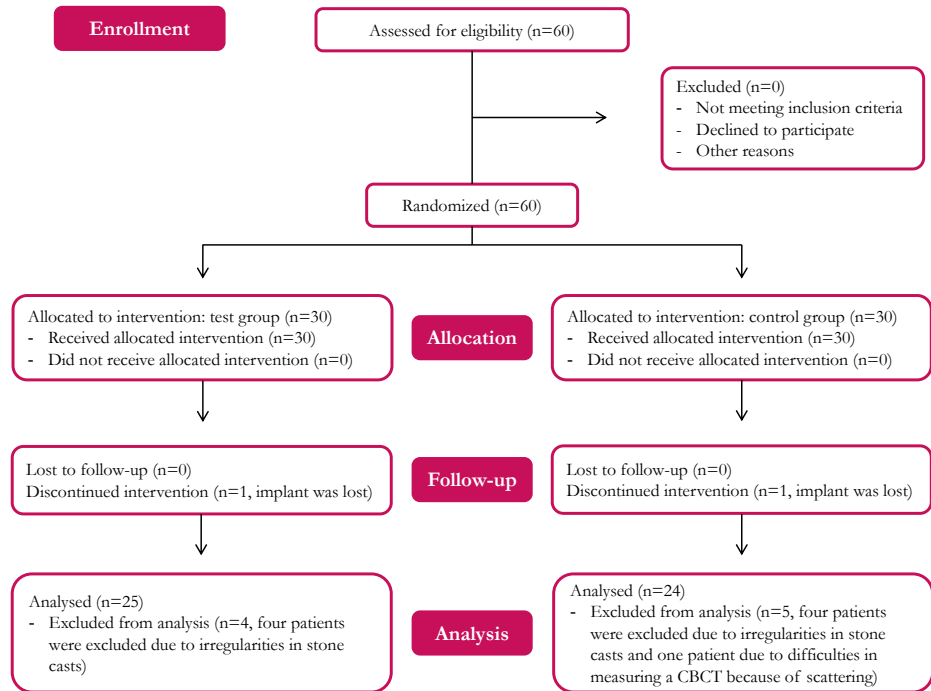 Enrollment
Assessed for eligibility (n=60)
Excluded (n=0)
- Not meeting inclusion criteria
- Declined to participate
- Other reasons
Randomized (n=60)
Allocated to intervention: test group (n=30)
- Received allocated intervention (n=30)
- Did not receive allocated intervention (n=0)
Allocation
Allocated to intervention: control group (n=30)
- Received allocated intervention (n=30)
- Did not receive allocated intervention (n=0)
Lost to follow-up (n=0)
Discontinued intervention (n=1, implant was lost)
Follow-up
Lost to follow-up (n=0)
Discontinued intervention (n=1, implant was lost)
Analysed (n=25)
- Excluded from analysis (n=4, four patients
were excluded due to irregularities in stone
casts)
Analysis
Analysed (n=24)
- Excluded from analysis (n=5, four patients
were excluded due to irregularities in stone
casts and one patient due to difficulties in
measuring a CBCT because of scattering)